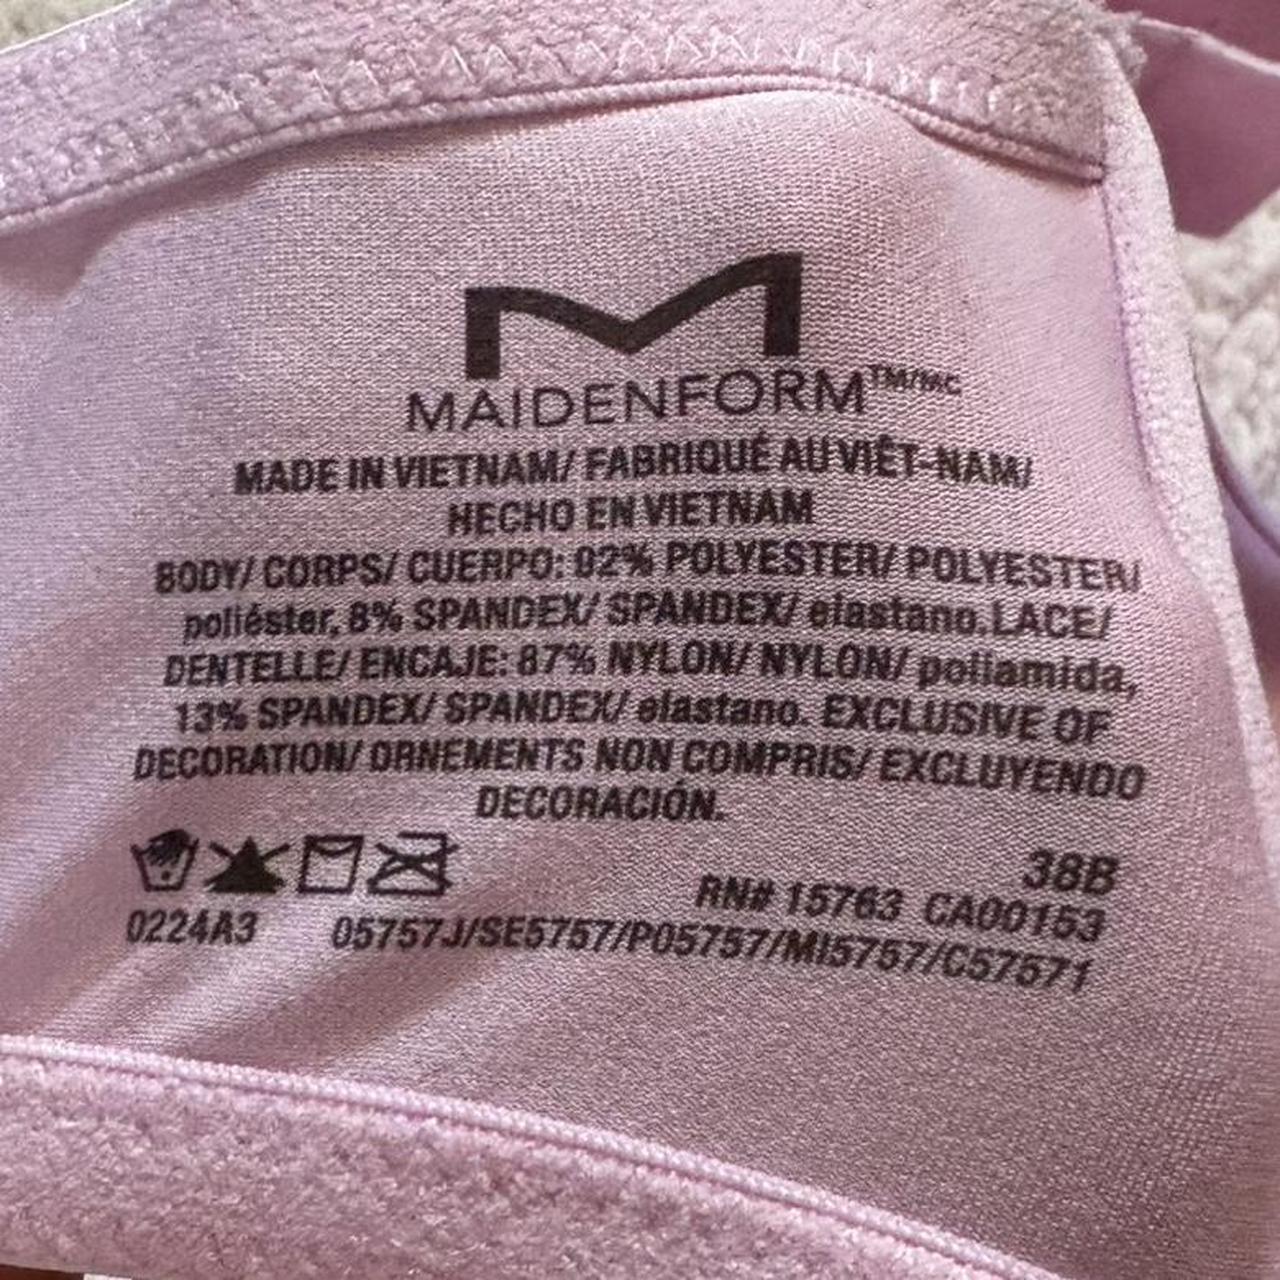 MAIDENFORM™/MC
MADE IN VIETNAM/ FABRIQUÉ AU VIÊT-NAM/
HECHO EN VIETNAM
BODY/ CORPS/ CUERPO: 92% POLYESTER/ POLYESTER/
poliéster, 8% SPANDEX/ SPANDEX/ elastano. LACE/
DENTELLE/ ENCAJE: 87% NYLON/ NYLON/ poliamida,
13% SPANDEX/ SPANDEX/ elastano. EXCLUSIVE OF
DECORATION/ ORNEMENTS NON COMPRIS/ EXCLUYENDO
DECORACIÓN.
38B
RN# 15763 CA00153
0224A3 05757J/SE5757/P05757/MI5757/C57571